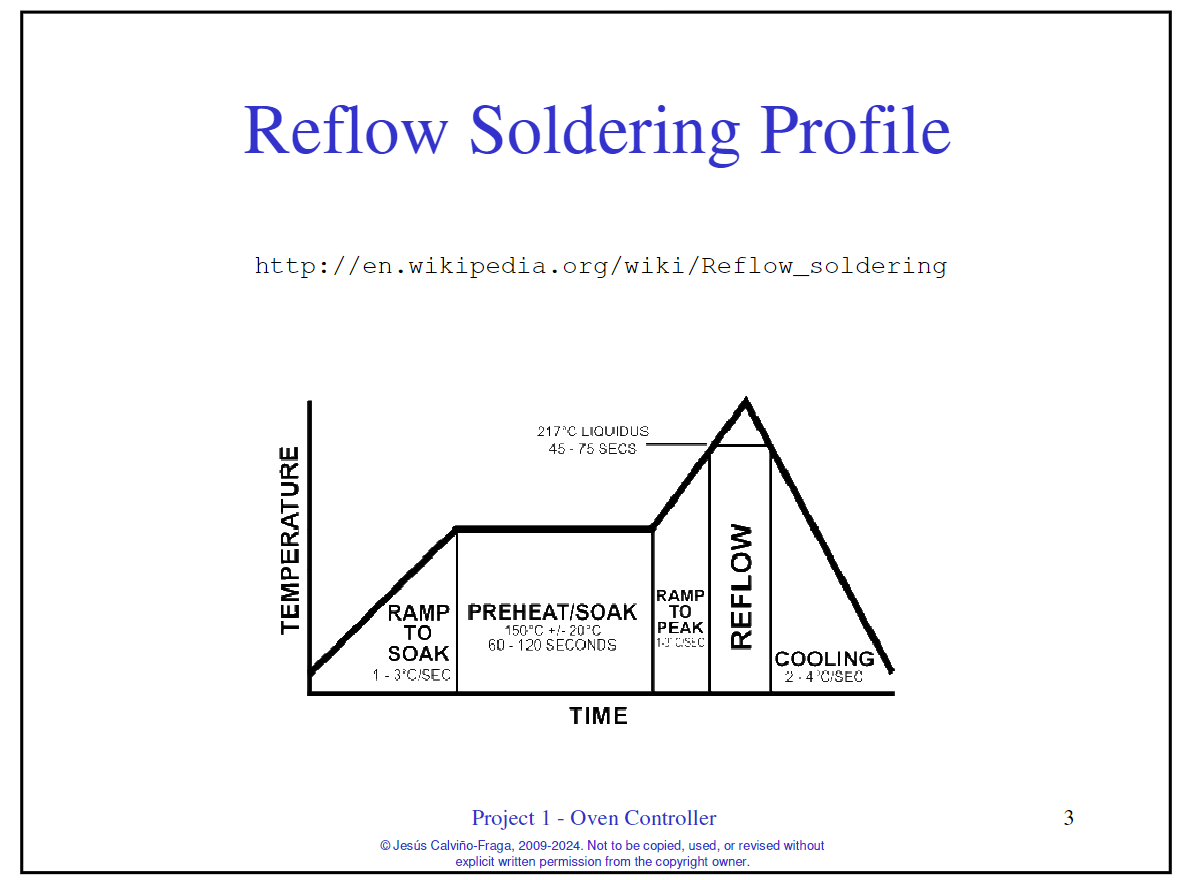 Reflow Soldering Profile
http://en.wikipedia.org/wiki/Reflow_soldering
217°C LIQUIDUS
45 - 75 SECS
TEMPERATURE
RAMP
TO
SOAK
1 - 3°C/SEC
PREHEAT/SOAK
150°C +/- 20°C
60 - 120 SECONDS
RAMP
TO
PEAK
1-3°C/SEC
REFLOW
COOLING
2 - 4°C/SEC
TIME
Project 1 - Oven Controller
3
© Jesús Calviño-Fraga, 2009-2024. Not to be copied, used, or revised without
explicit written permission from the copyright owner.